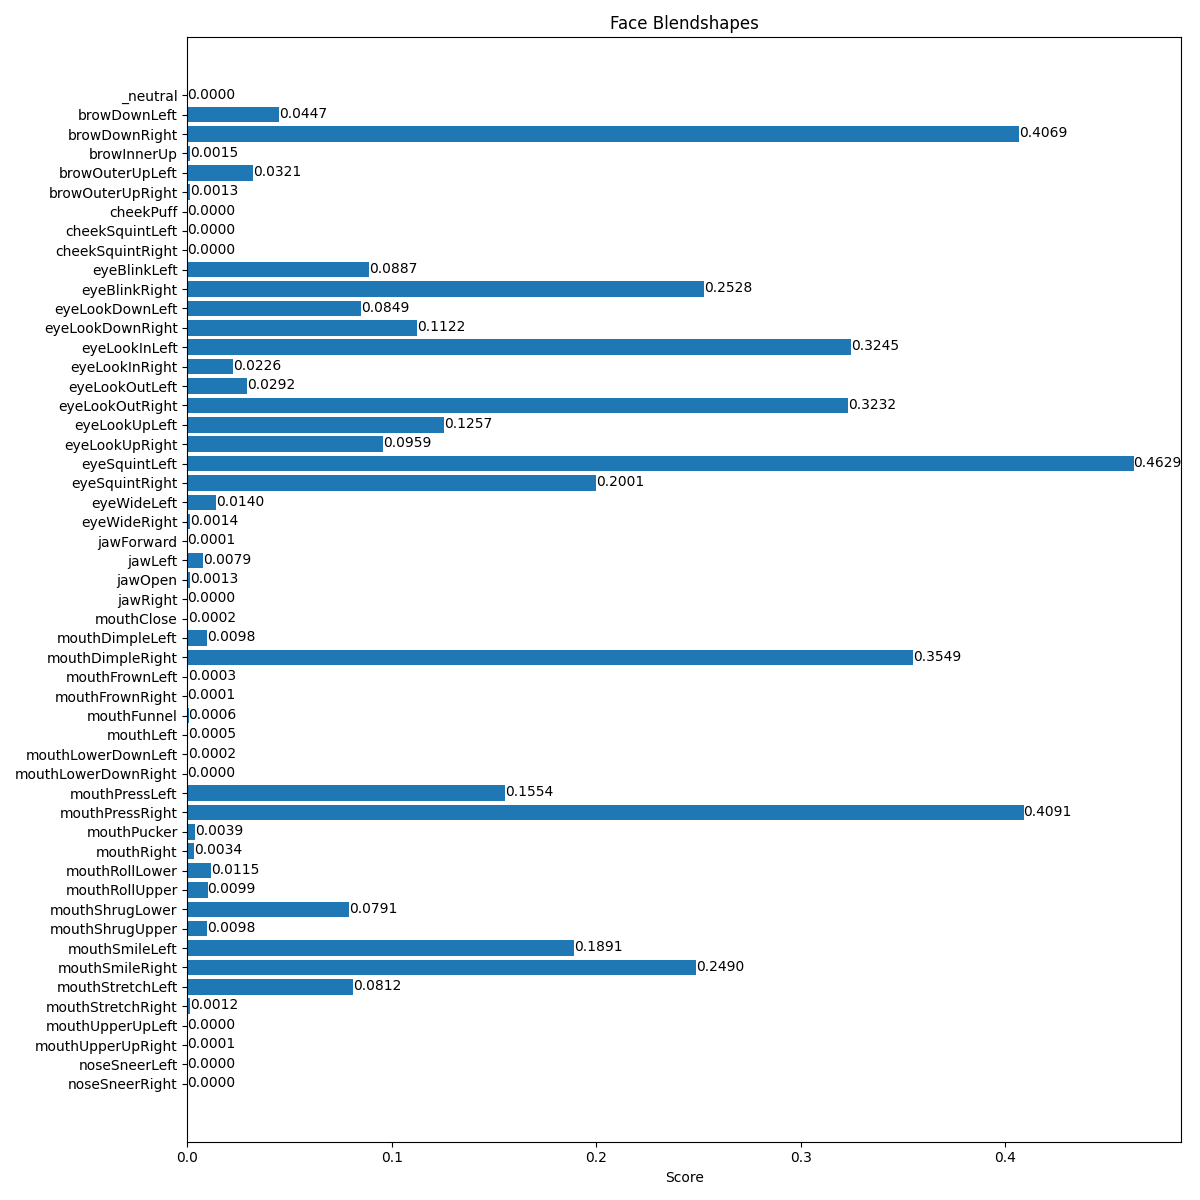 Face Blendshapes
_neutral 0.0000
browDownLeft 0.0447
browDownRight 0.4069
browInnerUp 0.0015
browOuterUpLeft 0.0321
browOuterUpRight 0.0013
cheekPuff 0.0000
cheekSquintLeft 0.0000
cheekSquintRight 0.0000
eyeBlinkLeft 0.0887
eyeBlinkRight 0.2528
eyeLookDownLeft 0.0849
eyeLookDownRight 0.1122
eyeLookInLeft 0.3245
eyeLookInRight 0.0226
eyeLookOutLeft 0.0292
eyeLookOutRight 0.3232
eyeLookUpLeft 0.1257
eyeLookUpRight 0.0959
eyeSquintLeft 0.4629
eyeSquintRight 0.2001
eyeWideLeft 0.0140
eyeWideRight 0.0014
jawForward 0.0001
jawLeft 0.0079
jawOpen 0.0013
jawRight 0.0000
mouthClose 0.0002
mouthDimpleLeft 0.0098
mouthDimpleRight 0.3549
mouthFrownLeft 0.0003
mouthFrownRight 0.0001
mouthFunnel 0.0006
mouthLeft 0.0005
mouthLowerDownLeft 0.0002
mouthLowerDownRight 0.0000
mouthPressLeft 0.1554
mouthPressRight 0.4091
mouthPucker 0.0039
mouthRight 0.0034
mouthRollLower 0.0115
mouthRollUpper 0.0099
mouthShrugLower 0.0791
mouthShrugUpper 0.0098
mouthSmileLeft 0.1891
mouthSmileRight 0.2490
mouthStretchLeft 0.0812
mouthStretchRight 0.0012
mouthUpperUpLeft 0.0000
mouthUpperUpRight 0.0001
noseSneerLeft 0.0000
noseSneerRight 0.0000
0.0 0.1 0.2 0.3 0.4
Score